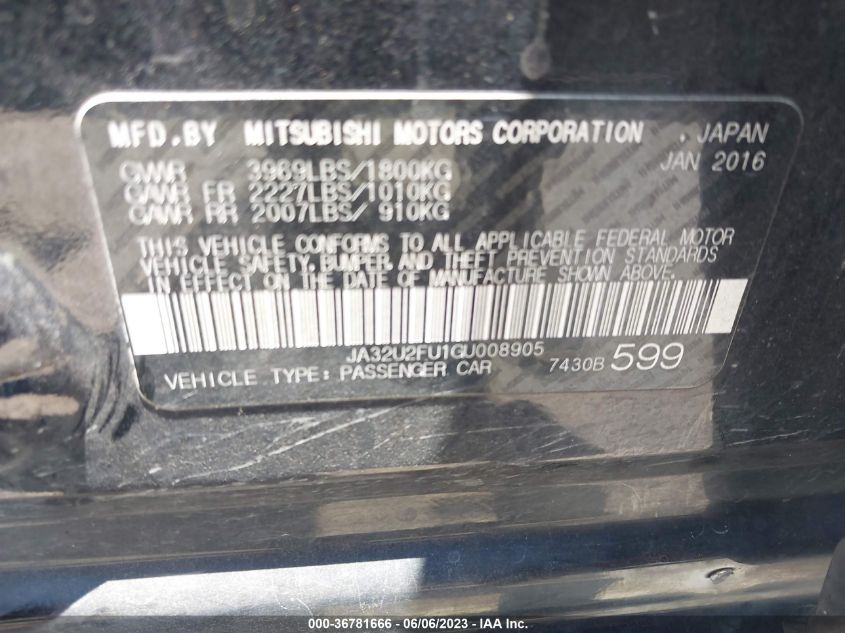 MFD.BY MITSUBISHI MOTORS CORPORATION . JAPAN
JAN 2016
GVWR 3969LBS/1800KG
GAWR FR 2227LBS/1010KG
GAWR RR 2007LBS/ 910KG
THIS VEHICLE CONFORMS TO ALL APPLICABLE FEDERAL MOTOR
VEHICLE SAFETY, BUMPER, AND THEFT PREVENTION STANDARDS
IN EFFECT ON THE DATE OF MANUFACTURE SHOWN ABOVE.
JA32U2FU1GU008905
VEHICLE TYPE: PASSENGER CAR 7430B 599
000-36781666 - 06/06/2023 - IAA Inc.